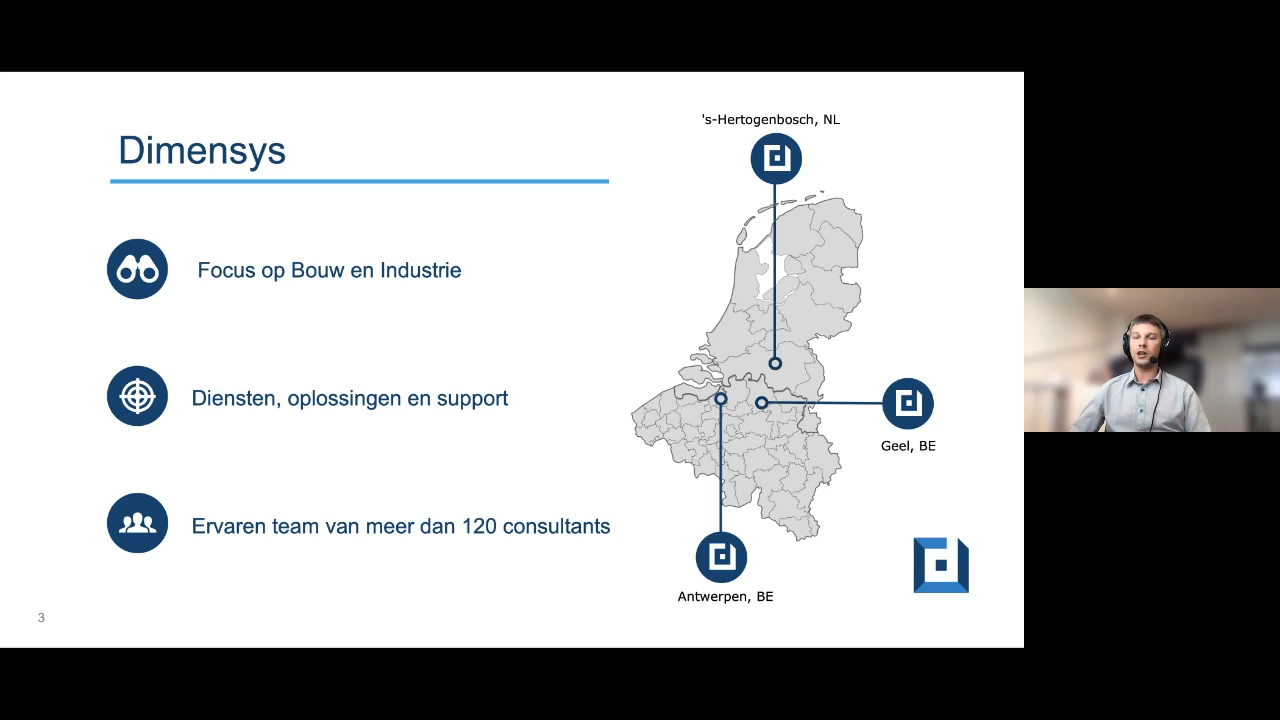 Dimensys
Focus op Bouw en Industrie
Diensten, oplossingen en support
Ervaren team van meer dan 120 consultants
's-Hertogenbosch, NL
Geel, BE
Antwerpen, BE
3